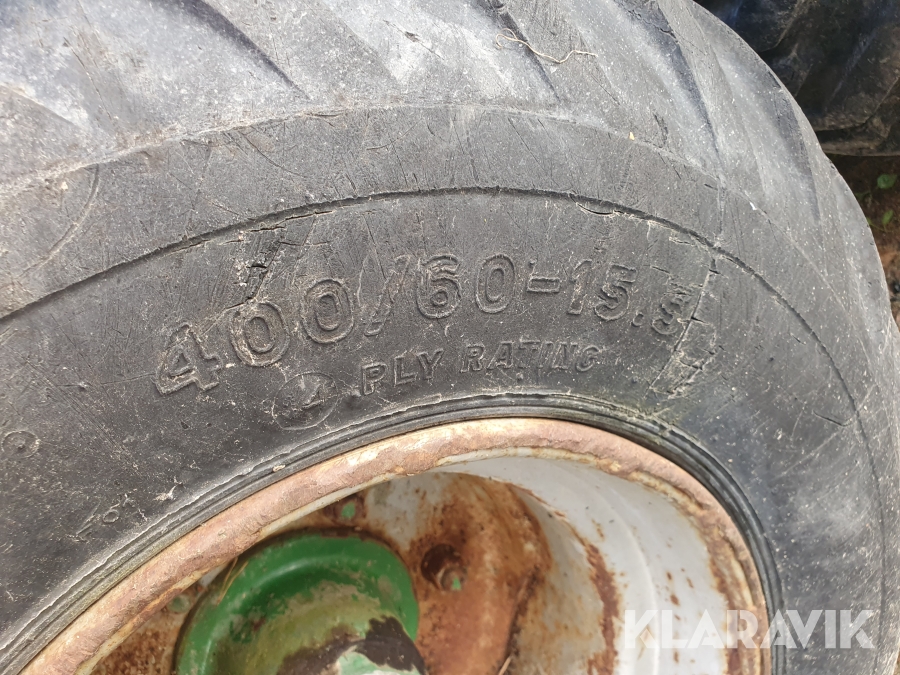 400/60-15.5
PLY RATING
KLARAVIK